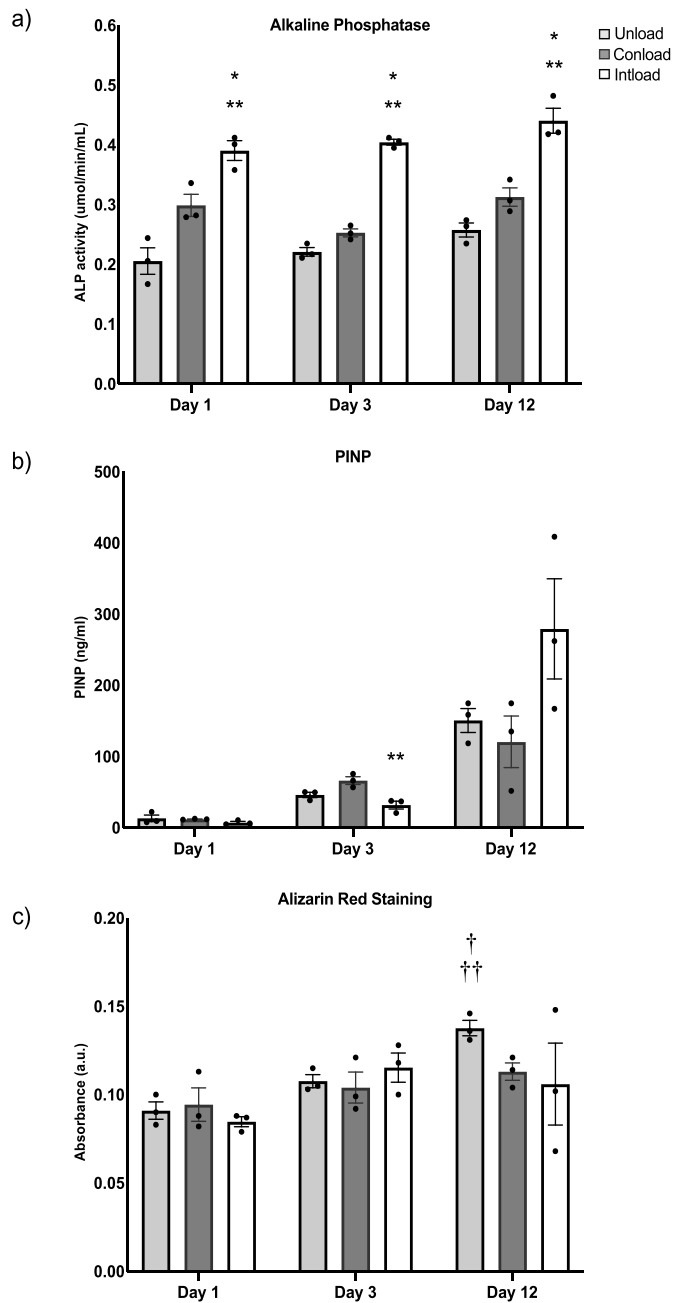 a)
Alkaline Phosphatase
Unload
Conload
Intload
ALP activity (umol/min/mL)
0.6
0.5
0.4
0.3
0.2
0.1
0.0
*
**
*
**
*
**
Day 1
Day 3
Day 12
b)
PINP
PINP (ng/ml)
500
400
300
200
100
0
**
Day 1
Day 3
Day 12
c)
Alizarin Red Staining
Absorbance (a.u.)
0.20
0.15
0.10
0.05
0.00
†
††
Day 1
Day 3
Day 12